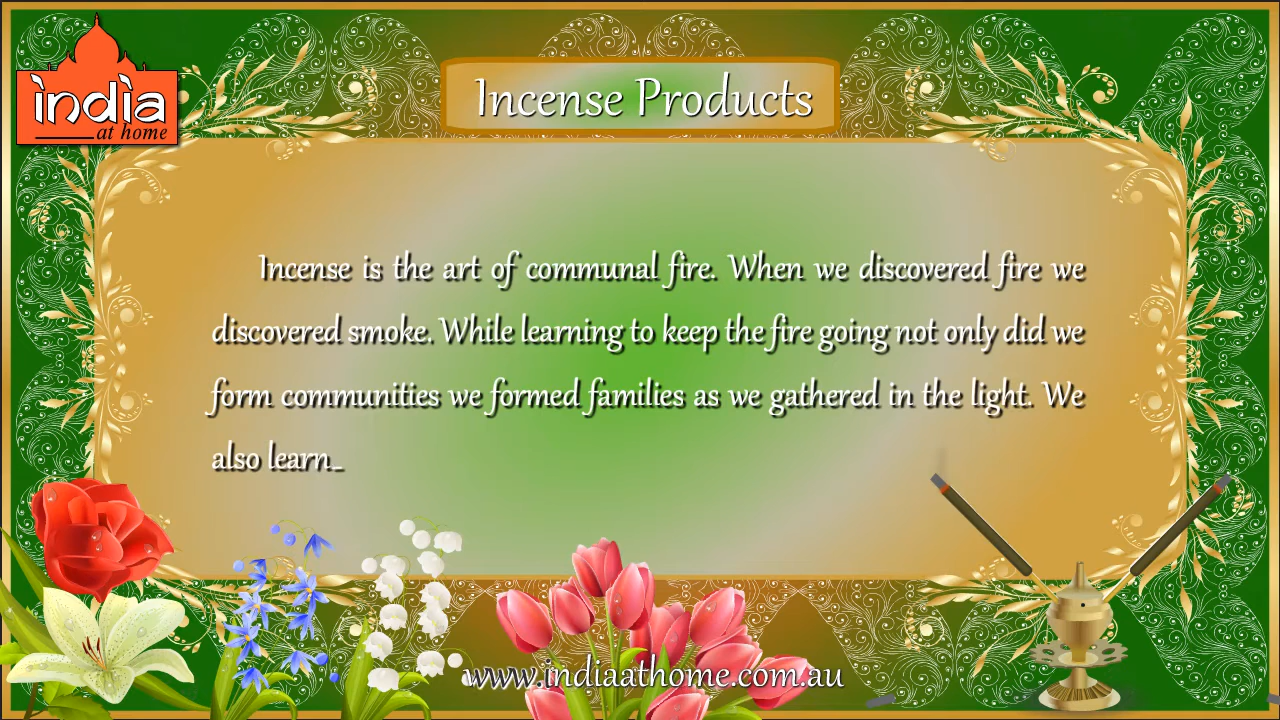 india
at home
Incense Products
Incense is the art of communal fire. When we discovered fire we
discovered smoke. While learning to keep the fire going not only did we
form communities we formed families as we gathered in the light. We
also learn_
www.indiaathome.com.au